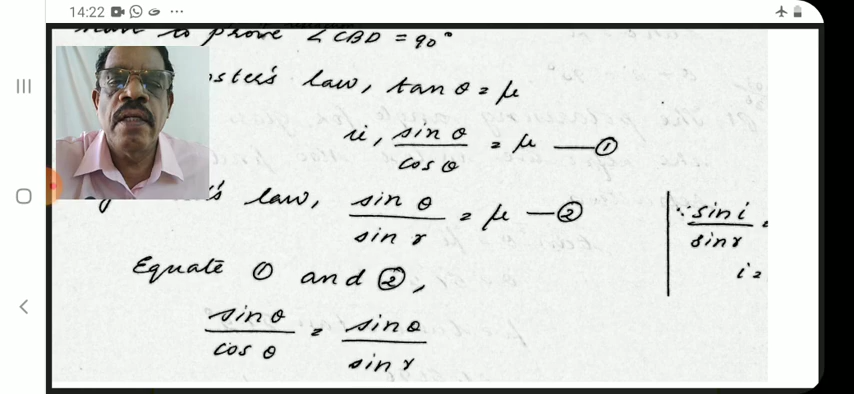 14:22
to prove ∠CBD = 90°
law, tan θ = μ
ie, sin θ / cos θ = μ — ①
law, sin θ / sin r = μ — ②
∵ sin i / sin r =
i =
Equate ① and ②,
sin θ / cos θ = sin θ / sin r